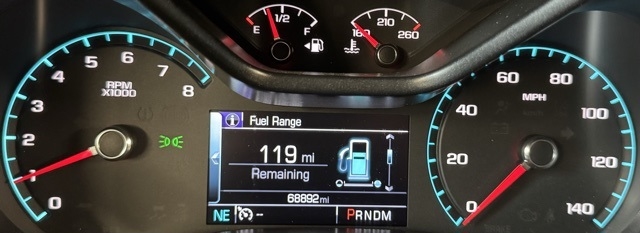 E 1/2 F
160 210 260
0 1 2 3 4 5 6 7 8
RPM
X1000
Fuel Range
119 mi
Remaining
68892 mi
NE -- PRNDM
0 20 40 60 80 100 120 140
MPH